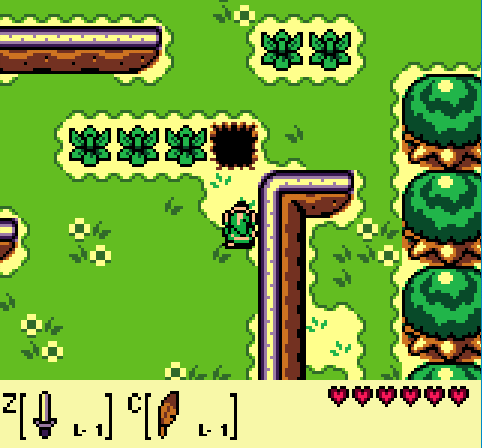 Z[ L-1 ] C[ L-1 ]